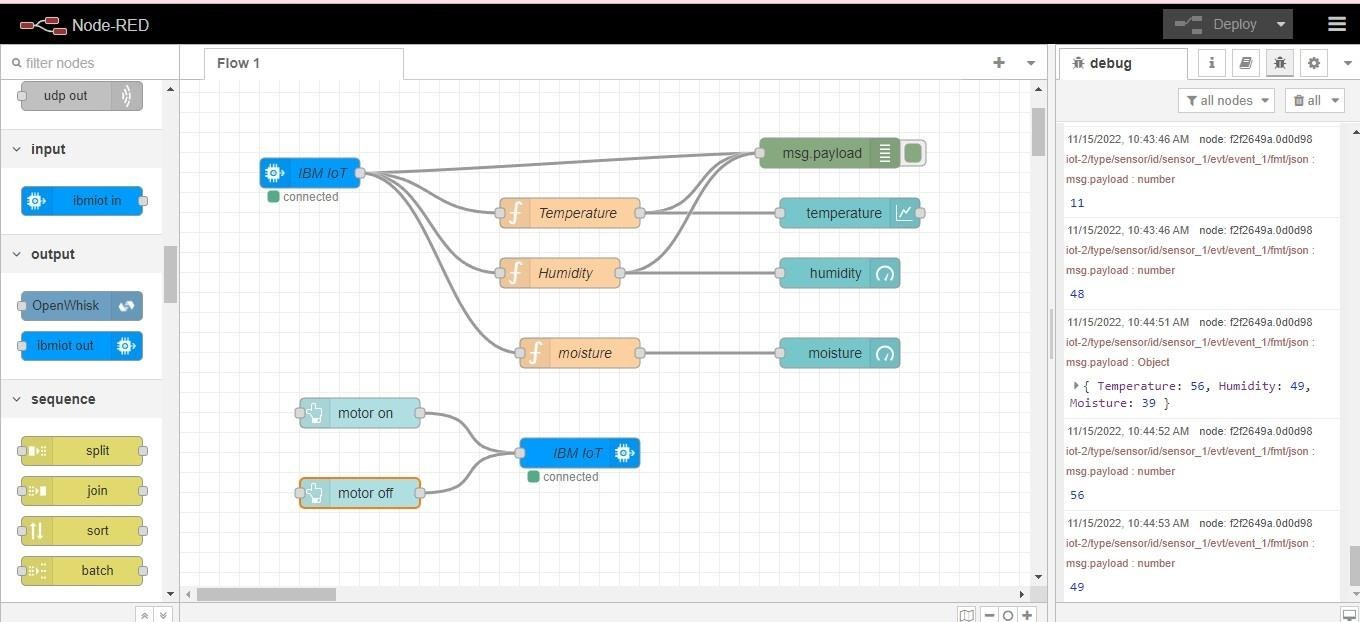 Node-RED
Deploy
filter nodes
udp out
input
ibmiot in
output
OpenWhisk
ibmiot out
sequence
split
join
sort
batch
Flow 1
IBM IoT
connected
msg.payload
Temperature
temperature
Humidity
humidity
moisture
moisture
motor on
IBM IoT
connected
motor off
debug
i
all nodes
all
11/15/2022, 10:43:46 AM node: f2f2649a.0d0d98
iot-2/type/sensor/id/sensor_1/evt/event_1/fmt/json :
msg.payload : number
11
11/15/2022, 10:43:46 AM node: f2f2649a.0d0d98
iot-2/type/sensor/id/sensor_1/evt/event_1/fmt/json :
msg.payload : number
48
11/15/2022, 10:44:51 AM node: f2f2649a.0d0d98
iot-2/type/sensor/id/sensor_1/evt/event_1/fmt/json :
msg.payload : Object
{ Temperature: 56, Humidity: 49,
Moisture: 39 }
11/15/2022, 10:44:52 AM node: f2f2649a.0d0d98
iot-2/type/sensor/id/sensor_1/evt/event_1/fmt/json :
msg.payload : number
56
11/15/2022, 10:44:53 AM node: f2f2649a.0d0d98
iot-2/type/sensor/id/sensor_1/evt/event_1/fmt/json :
msg.payload : number
49